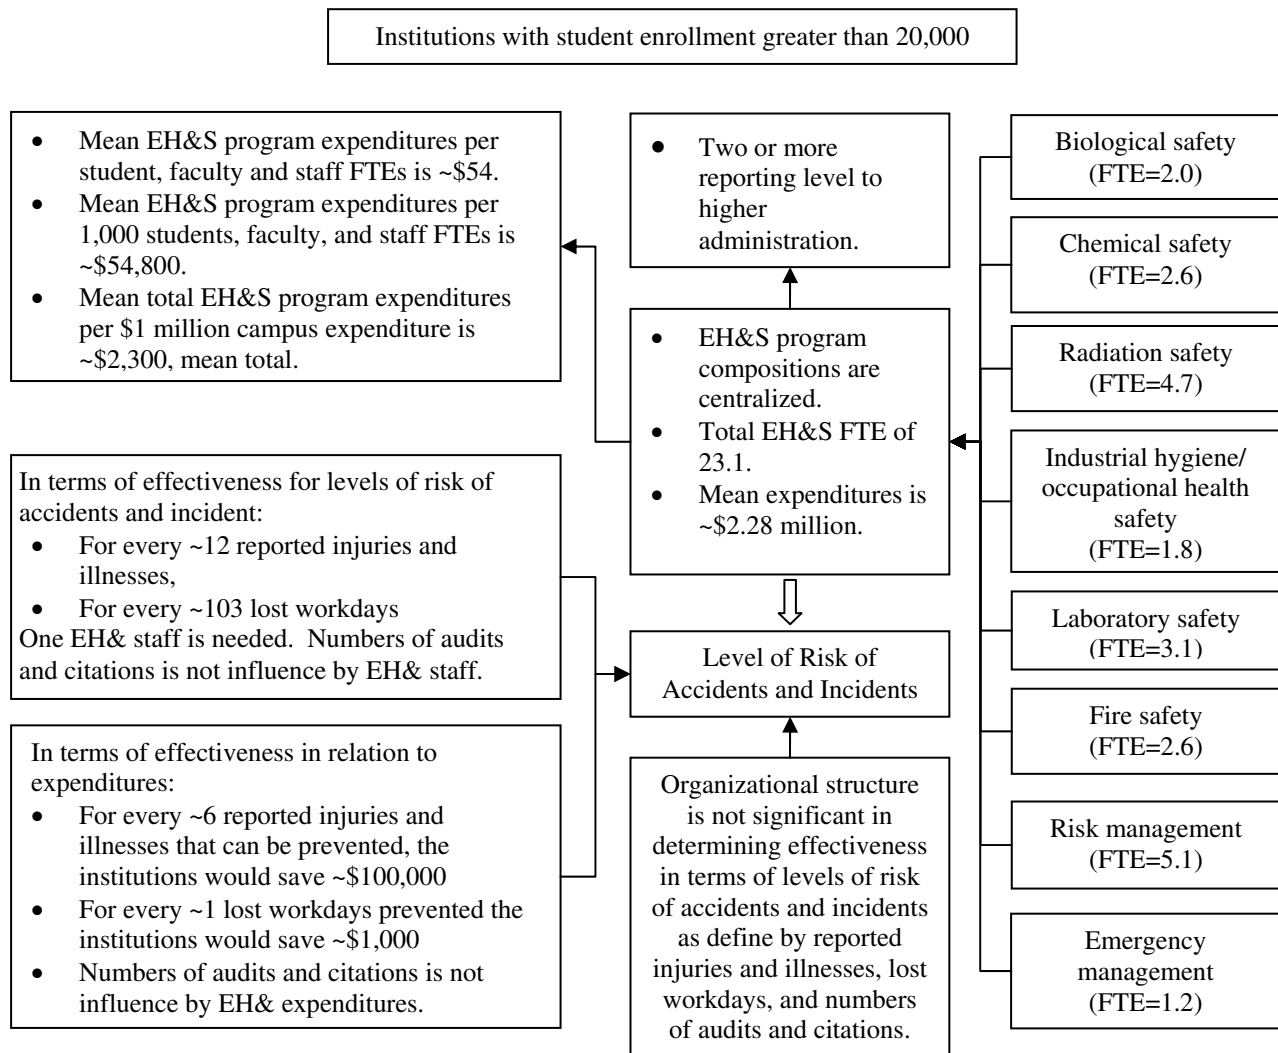 Institutions with student enrollment greater than 20,000
• Mean EH&S program expenditures per
student, faculty and staff FTEs is ~$54.
• Mean EH&S program expenditures per
1,000 students, faculty, and staff FTEs is
~$54,800.
• Mean total EH&S program expenditures
per $1 million campus expenditure is
~$2,300, mean total.
In terms of effectiveness for levels of risk of
accidents and incident:
• For every ~12 reported injuries and
illnesses,
• For every ~103 lost workdays
One EH& staff is needed.  Numbers of audits
and citations is not influence by EH& staff.
In terms of effectiveness in relation to
expenditures:
• For every ~6 reported injuries and
illnesses that can be prevented, the
institutions would save ~$100,000
• For every ~1 lost workdays prevented the
institutions would save ~$1,000
• Numbers of audits and citations is not
influence by EH& expenditures.
• Two or more
reporting level to
higher
administration.
• EH&S program
compositions are
centralized.
• Total EH&S FTE of
23.1.
• Mean expenditures is
~$2.28 million.
Level of Risk of
Accidents and Incidents
Organizational structure
is not significant in
determining effectiveness
in terms of levels of risk
of accidents and incidents
as define by reported
injuries and illnesses, lost
workdays, and numbers
of audits and citations.
Biological safety
(FTE=2.0)
Chemical safety
(FTE=2.6)
Radiation safety
(FTE=4.7)
Industrial hygiene/
occupational health
safety
(FTE=1.8)
Laboratory safety
(FTE=3.1)
Fire safety
(FTE=2.6)
Risk management
(FTE=5.1)
Emergency
management
(FTE=1.2)